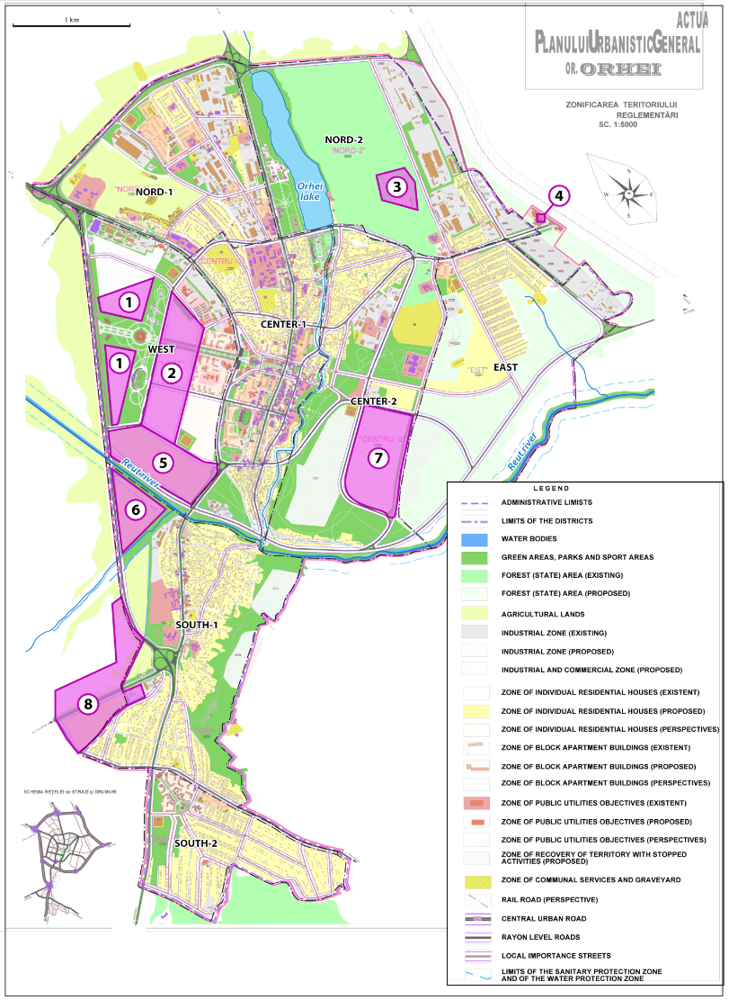 1 km
ACTUA
PLANULUI URBANISTIC GENERAL
OR. ORHEI
ZONIFICAREA TERITORIULUI
REGLEMENTĂRI
SC. 1:5000
N
W
E
S
NORD-2
"NORD-2"
Orhei
lake
3
4
NORD-1
CENTRU
1
CENTER-1
WEST
1
2
EAST
"EST"
CENTER-2
"CENTRU -2"
7
5
Reut river
Reut river
6
SOUTH-1
8
SOUTH-2
SCHEMA REȚELEI de STRAZI și DRUMURI
LEGEND
ADMINISTRATIVE LIMISTS
LIMITS OF THE DISTRICTS
WATER BODIES
GREEN AREAS, PARKS AND SPORT AREAS
FOREST (STATE) AREA (EXISTING)
FOREST (STATE) AREA (PROPOSED)
AGRICULTURAL LANDS
INDUSTRIAL ZONE (EXISTING)
INDUSTRIAL ZONE (PROPOSED)
INDUSTRIAL AND COMMERCIAL ZONE (PROPOSED)
ZONE OF INDIVIDUAL RESIDENTIAL HOUSES (EXISTENT)
ZONE OF INDIVIDUAL RESIDENTIAL HOUSES (PROPOSED)
ZONE OF INDIVIDUAL RESIDENTIAL HOUSES (PERSPECTIVES)
ZONE OF BLOCK APARTMENT BUILDINGS (EXISTENT)
ZONE OF BLOCK APARTMENT BUILDINGS (PROPOSED)
ZONE OF BLOCK APARTMENT BUILDINGS (PERSPECTIVES)
ZONE OF PUBLIC UTILITIES OBJECTIVES (EXISTENT)
ZONE OF PUBLIC UTILITIES OBJECTIVES (PROPOSED)
ZONE OF PUBLIC UTILITIES OBJECTIVES (PERSPECTIVES)
ZONE OF RECOVERY OF TERRITORY WITH STOPPED
ACTIVITIES (PROPOSED)
ZONE OF COMMUNAL SERVICES AND GRAVEYARD
RAIL ROAD (PERSPECTIVE)
CENTRAL URBAN ROAD
RAYON LEVEL ROADS
LOCAL IMPORTANCE STREETS
LIMITS OF THE SANITARY PROTECTION ZONE
AND OF THE WATER PROTECTION ZONE